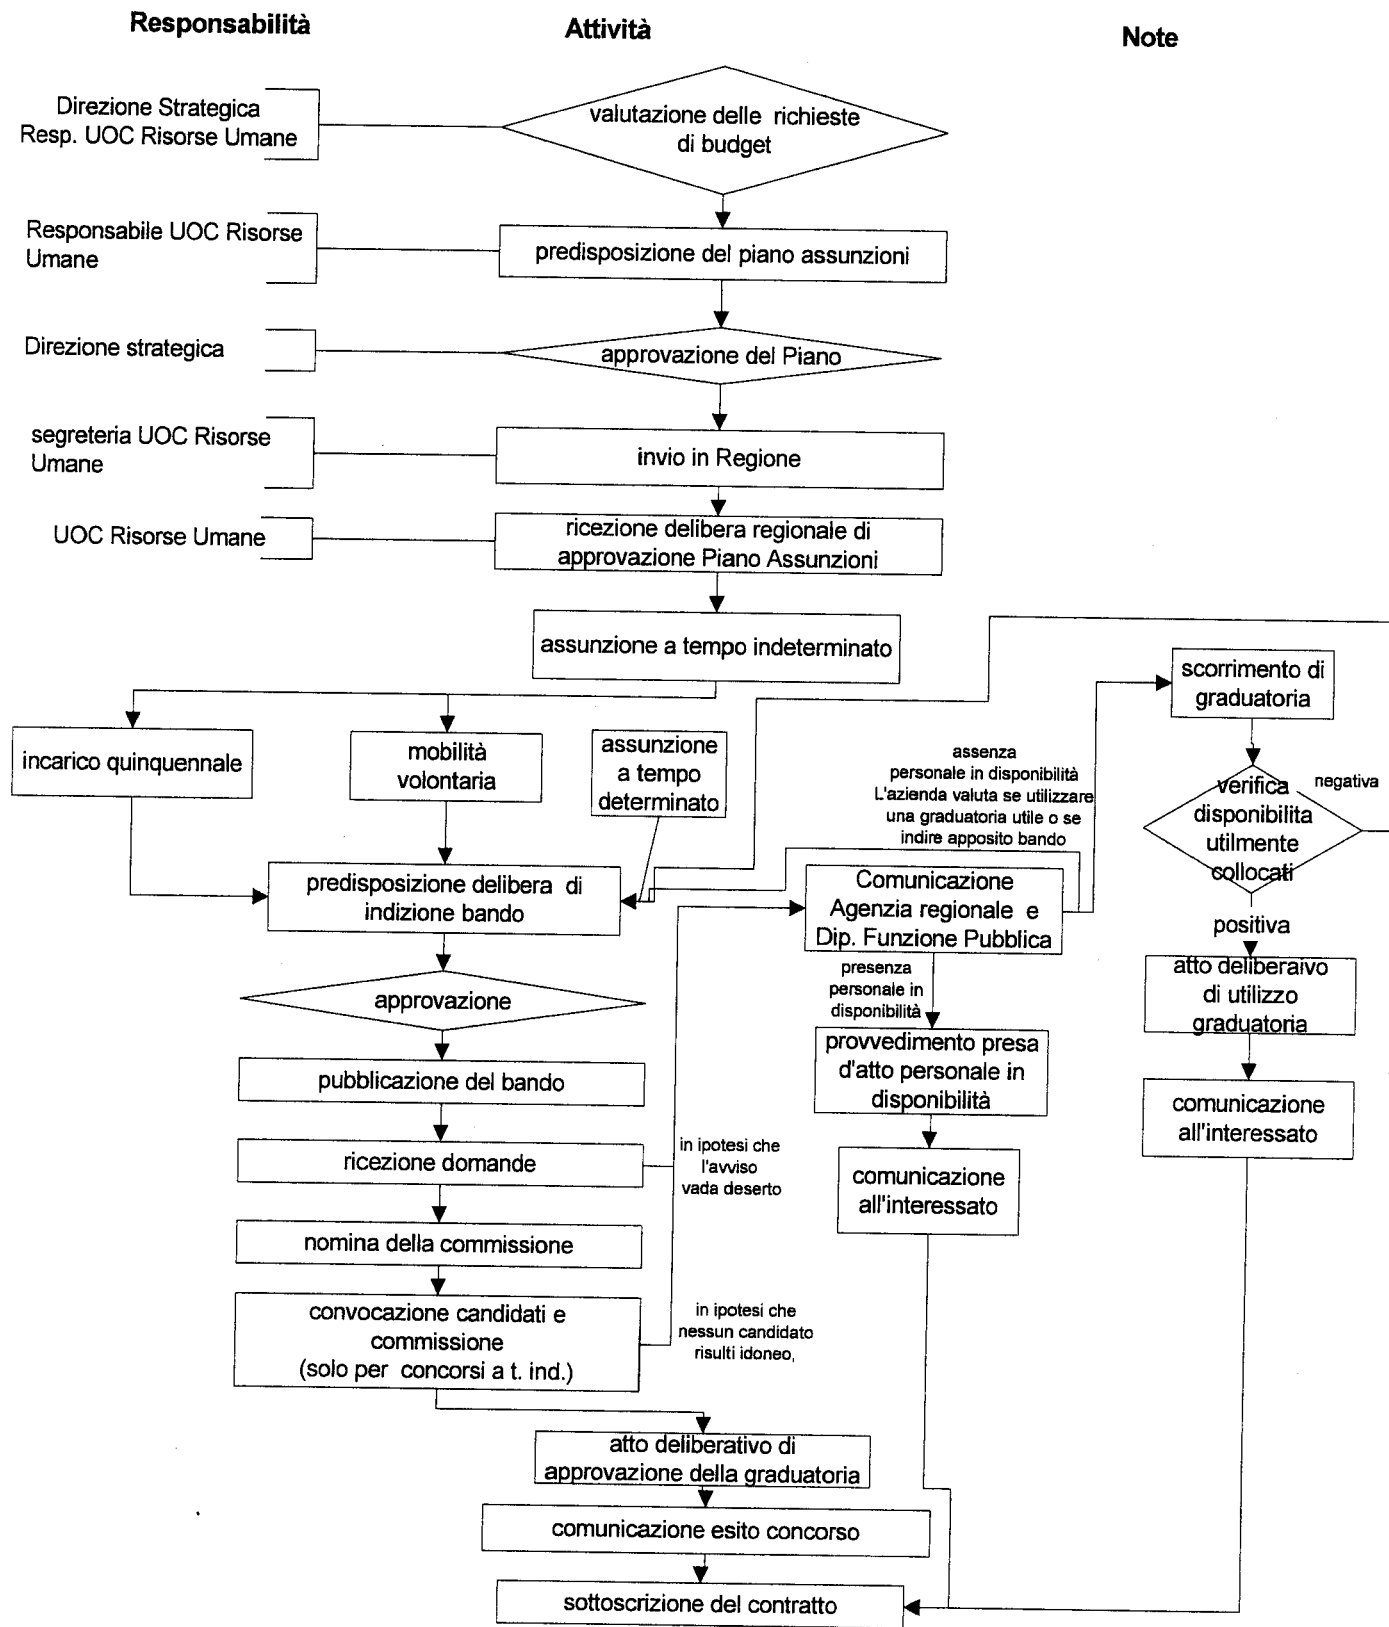 Responsabilità
Attività
Note
Direzione Strategica
Resp. UOC Risorse Umane
valutazione delle richieste
di budget
Responsabile UOC Risorse
Umane
predisposizione del piano assunzioni
Direzione strategica
approvazione del Piano
segreteria UOC Risorse
Umane
invio in Regione
UOC Risorse Umane
ricezione delibera regionale di
approvazione Piano Assunzioni
assunzione a tempo indeterminato
incarico quinquennale
mobilità
volontaria
assunzione
a tempo
determinato
predisposizione delibera di
indizione bando
approvazione
pubblicazione del bando
ricezione domande
in ipotesi che
l'avviso
vada deserto
nomina della commissione
convocazione candidati e
commissione
(solo per concorsi a t. ind.)
in ipotesi che
nessun candidato
risulti idoneo,
assenza
personale in disponibilità
L'azienda valuta se utilizzare
una graduatoria utile o se
indire apposito bando
Comunicazione
Agenzia regionale e
Dip. Funzione Pubblica
presenza
personale in
disponibilità
provvedimento presa
d'atto personale in
disponibilità
comunicazione
all'interessato
scorrimento di
graduatoria
verifica
disponibilita
utilmente
collocati
negativa
positiva
atto deliberaivo
di utilizzo
graduatoria
comunicazione
all'interessato
atto deliberativo di
approvazione della graduatoria
comunicazione esito concorso
sottoscrizione del contratto